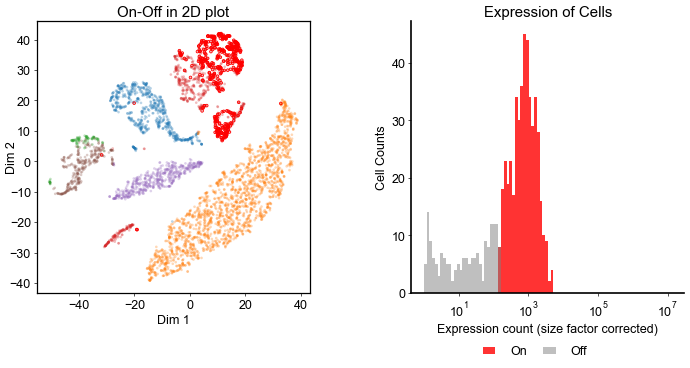 On-Off in 2D plot
Expression of Cells
40
30
20
10
0
−10
−20
−30
−40
Dim 2
−40
−20
0
20
40
Dim 1
40
30
20
10
0
Cell Counts
10^1
10^3
10^5
10^7
Expression count (size factor corrected)
On
Off